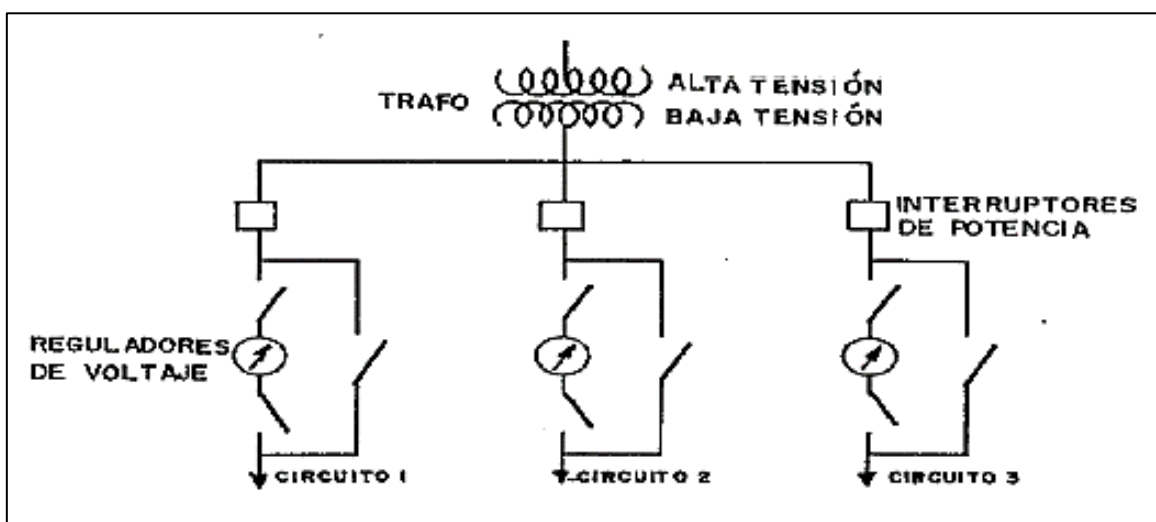 TRAFO
ALTA TENSIÓN
BAJA TENSIÓN
INTERRUPTORES
DE POTENCIA
REGULADORES
DE VOLTAJE
CIRCUITO 1
CIRCUITO 2
CIRCUITO 3